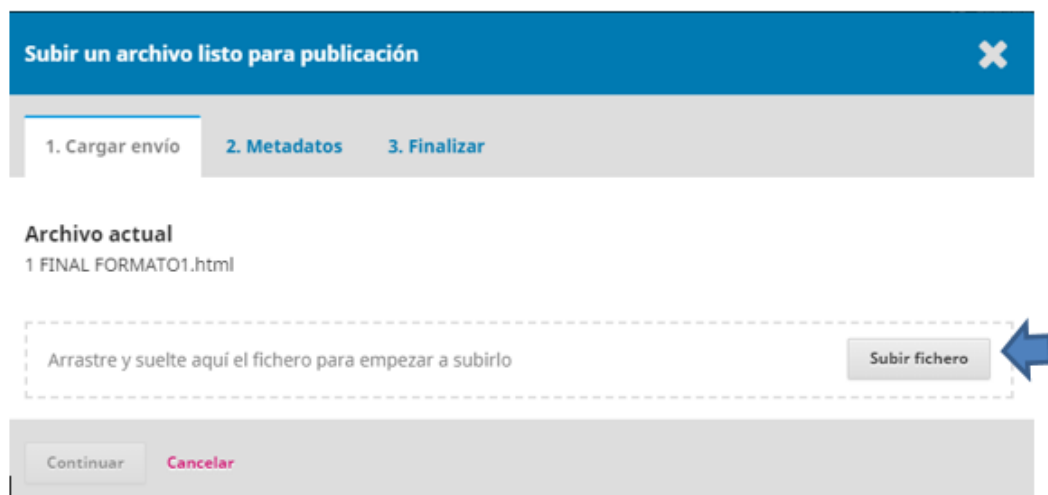 Subir un archivo listo para publicación
1. Cargar envío 2. Metadatos 3. Finalizar
Archivo actual
1 FINAL FORMATO1.html
Arrastre y suelte aquí el fichero para empezar a subirlo Subir fichero
Continuar Cancelar